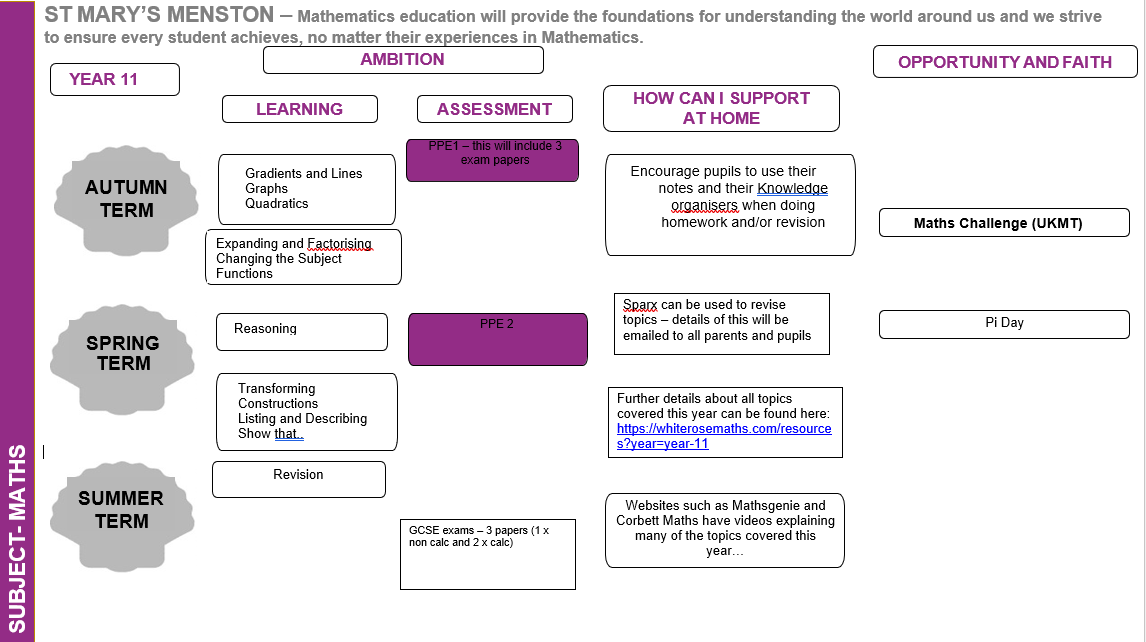 ST MARY'S MENSTON – Mathematics education will provide the foundations for understanding the world around us and we strive
to ensure every student achieves, no matter their experiences in Mathematics.
YEAR 11
AMBITION
OPPORTUNITY AND FAITH
LEARNING
ASSESSMENT
HOW CAN I SUPPORT
AT HOME
AUTUMN
TERM
Gradients and Lines
Graphs
Quadratics
Expanding and Factorising
Changing the Subject
Functions
PPE1 – this will include 3
exam papers
Encourage pupils to use their
notes and their Knowledge
organisers when doing
homework and/or revision
Maths Challenge (UKMT)
SPRING
TERM
Reasoning
Transforming
Constructions
Listing and Describing
Show that..
PPE 2
Sparx can be used to revise
topics – details of this will be
emailed to all parents and pupils
Pi Day
Further details about all topics
covered this year can be found here:
https://whiterosemaths.com/resource
s?year=year-11
SUMMER
TERM
Revision
GCSE exams – 3 papers (1 x
non calc and 2 x calc)
Websites such as Mathsgenie and
Corbett Maths have videos explaining
many of the topics covered this
year…
SUBJECT- MATHS